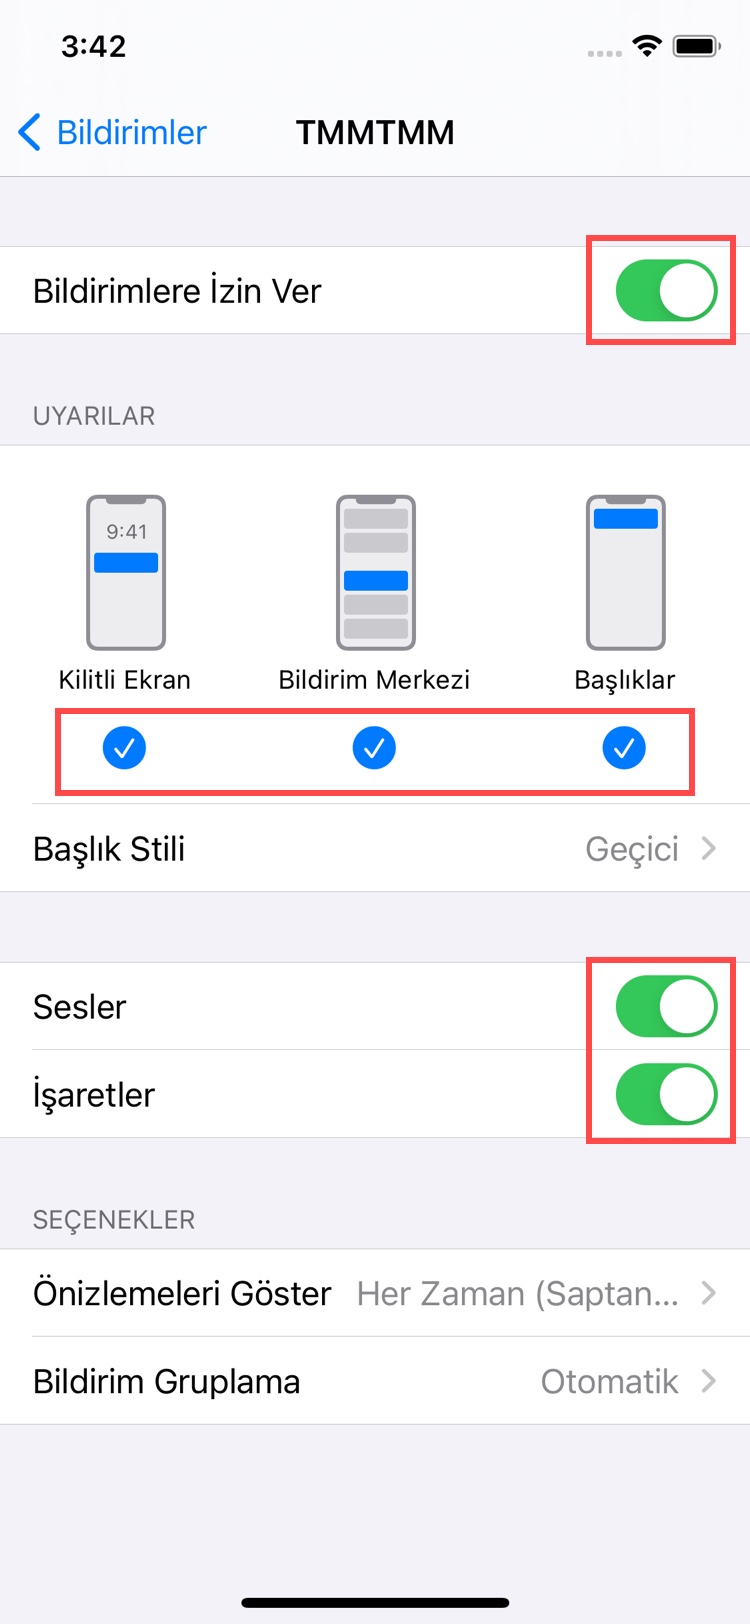 3:42
Bildirimler
TMMTMM
Bildirimlere İzin Ver
UYARILAR
9:41
Kilitli Ekran
Bildirim Merkezi
Başlıklar
Başlık Stili
Geçici
Sesler
İşaretler
SEÇENEKLER
Önizlemeleri Göster
Her Zaman (Saptan...
Bildirim Gruplama
Otomatik